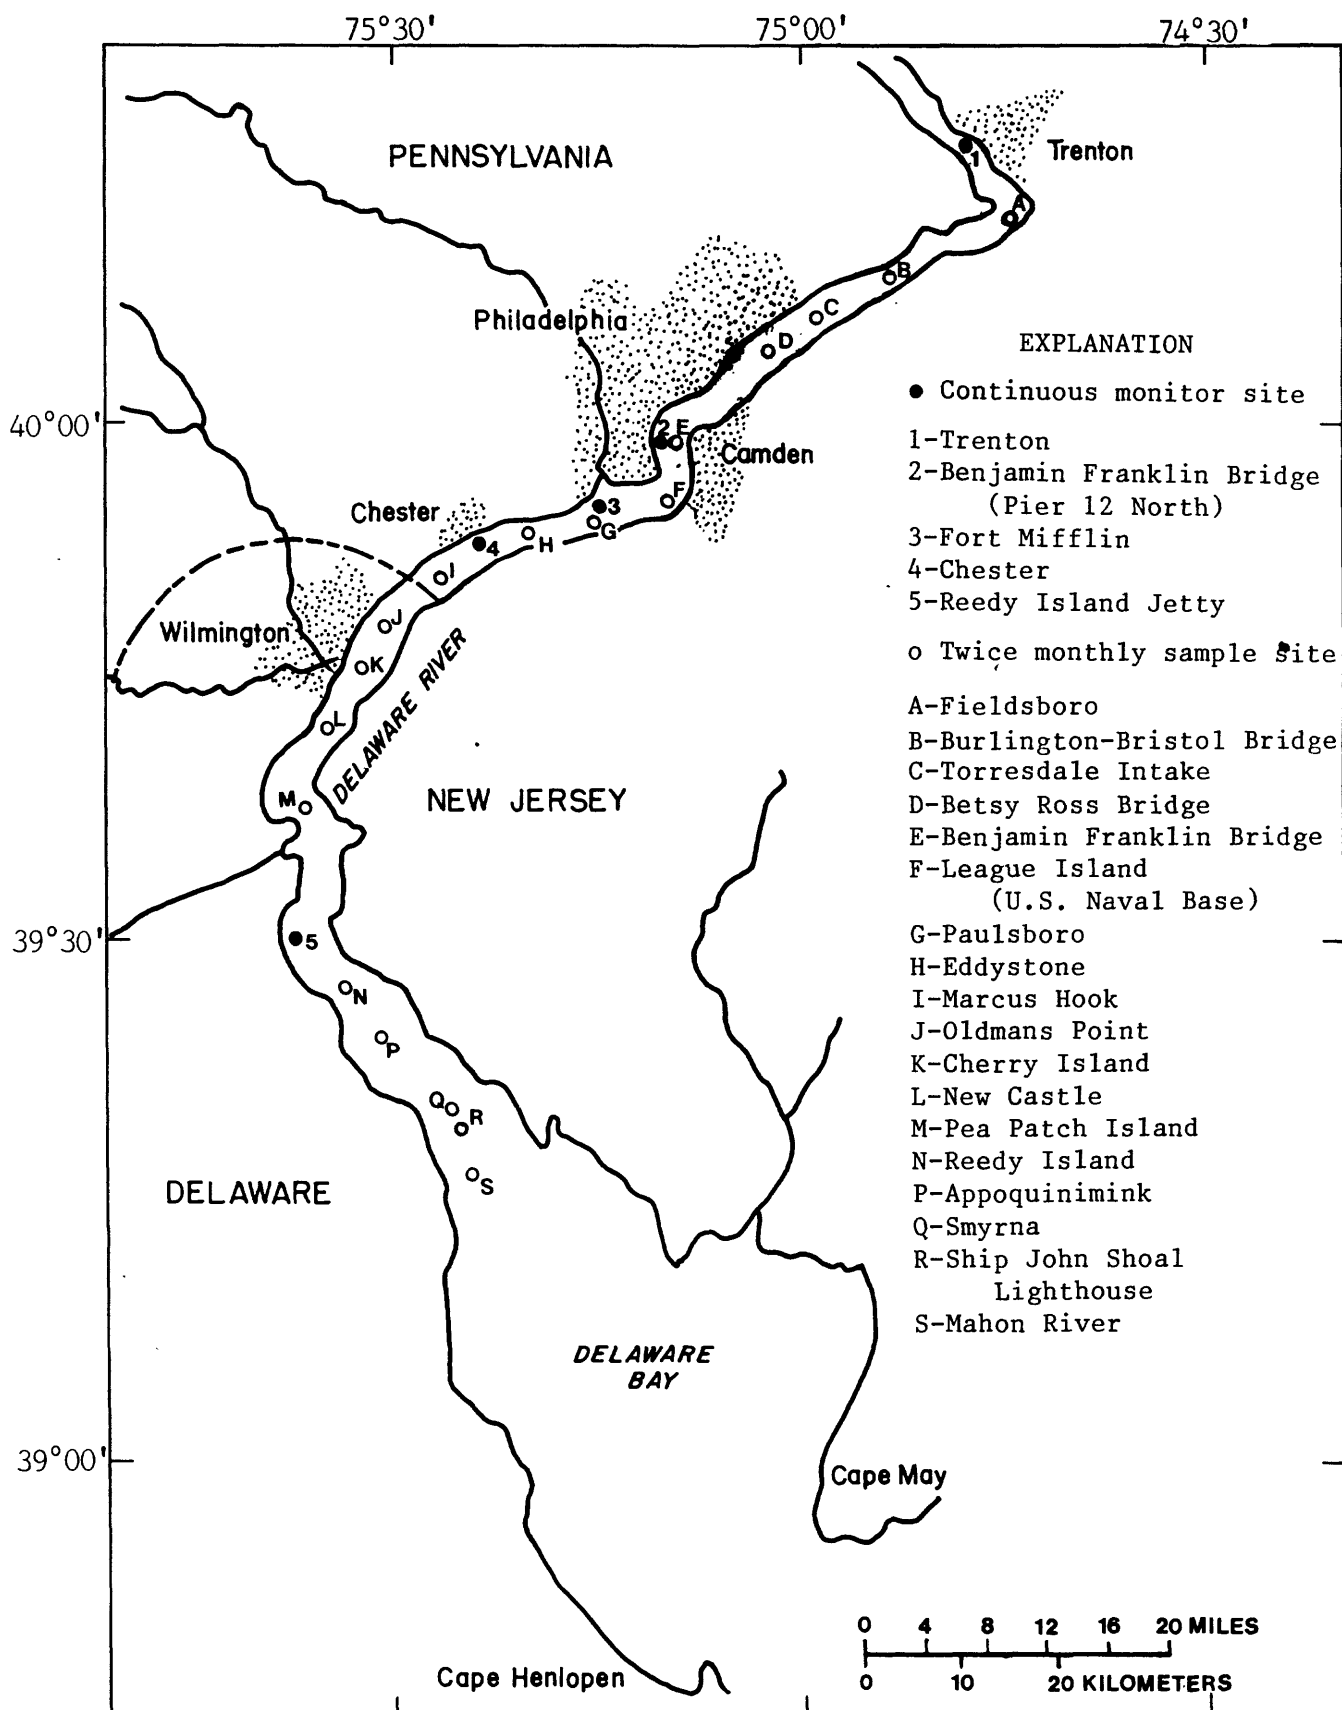 75°30'
75°00'
74°30'
PENNSYLVANIA
1
Trenton
A
B
Philadelphia
C
D
EXPLANATION
● Continuous monitor site
40°00'
2 E
Camden
1-Trenton
2-Benjamin Franklin Bridge
(Pier 12 North)
3-Fort Mifflin
4-Chester
5-Reedy Island Jetty
F
Chester
3
G
H
4
I
J
Wilmington
K
L
DELAWARE RIVER
o Twice monthly sample site
A-Fieldsboro
B-Burlington-Bristol Bridge
C-Torresdale Intake
D-Betsy Ross Bridge
E-Benjamin Franklin Bridge
F-League Island
(U.S. Naval Base)
G-Paulsboro
H-Eddystone
I-Marcus Hook
J-Oldmans Point
K-Cherry Island
L-New Castle
M-Pea Patch Island
N-Reedy Island
P-Appoquinimink
Q-Smyrna
R-Ship John Shoal
Lighthouse
S-Mahon River
M
NEW JERSEY
39°30'
5
N
P
Q
R
S
DELAWARE
DELAWARE
BAY
39°00'
Cape May
Cape Henlopen
0 4 8 12 16 20 MILES
0 10 20 KILOMETERS